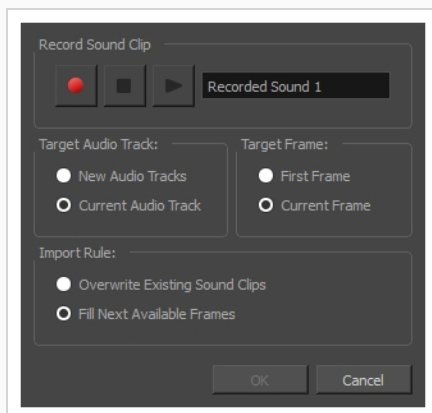 Record Sound Clip
Recorded Sound 1
Target Audio Track:
New Audio Tracks
Current Audio Track
Target Frame:
First Frame
Current Frame
Import Rule:
Overwrite Existing Sound Clips
Fill Next Available Frames
OK
Cancel